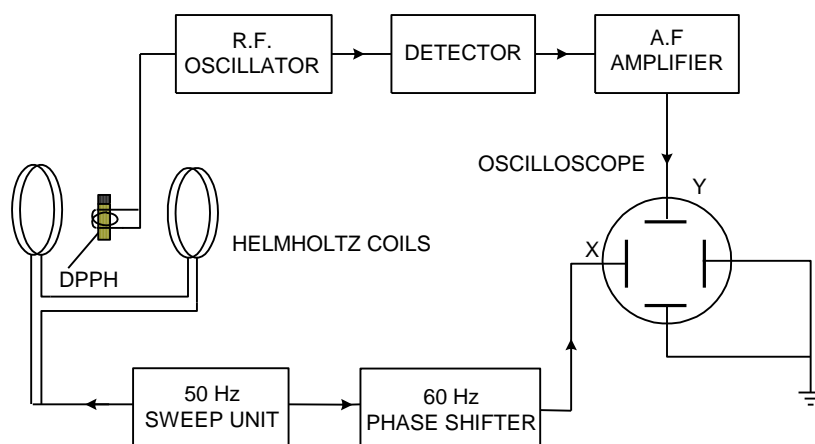 R.F.
OSCILLATOR
DETECTOR
A.F
AMPLIFIER
OSCILLOSCOPE
Y
X
HELMHOLTZ COILS
DPPH
50 Hz
SWEEP UNIT
60 Hz
PHASE SHIFTER